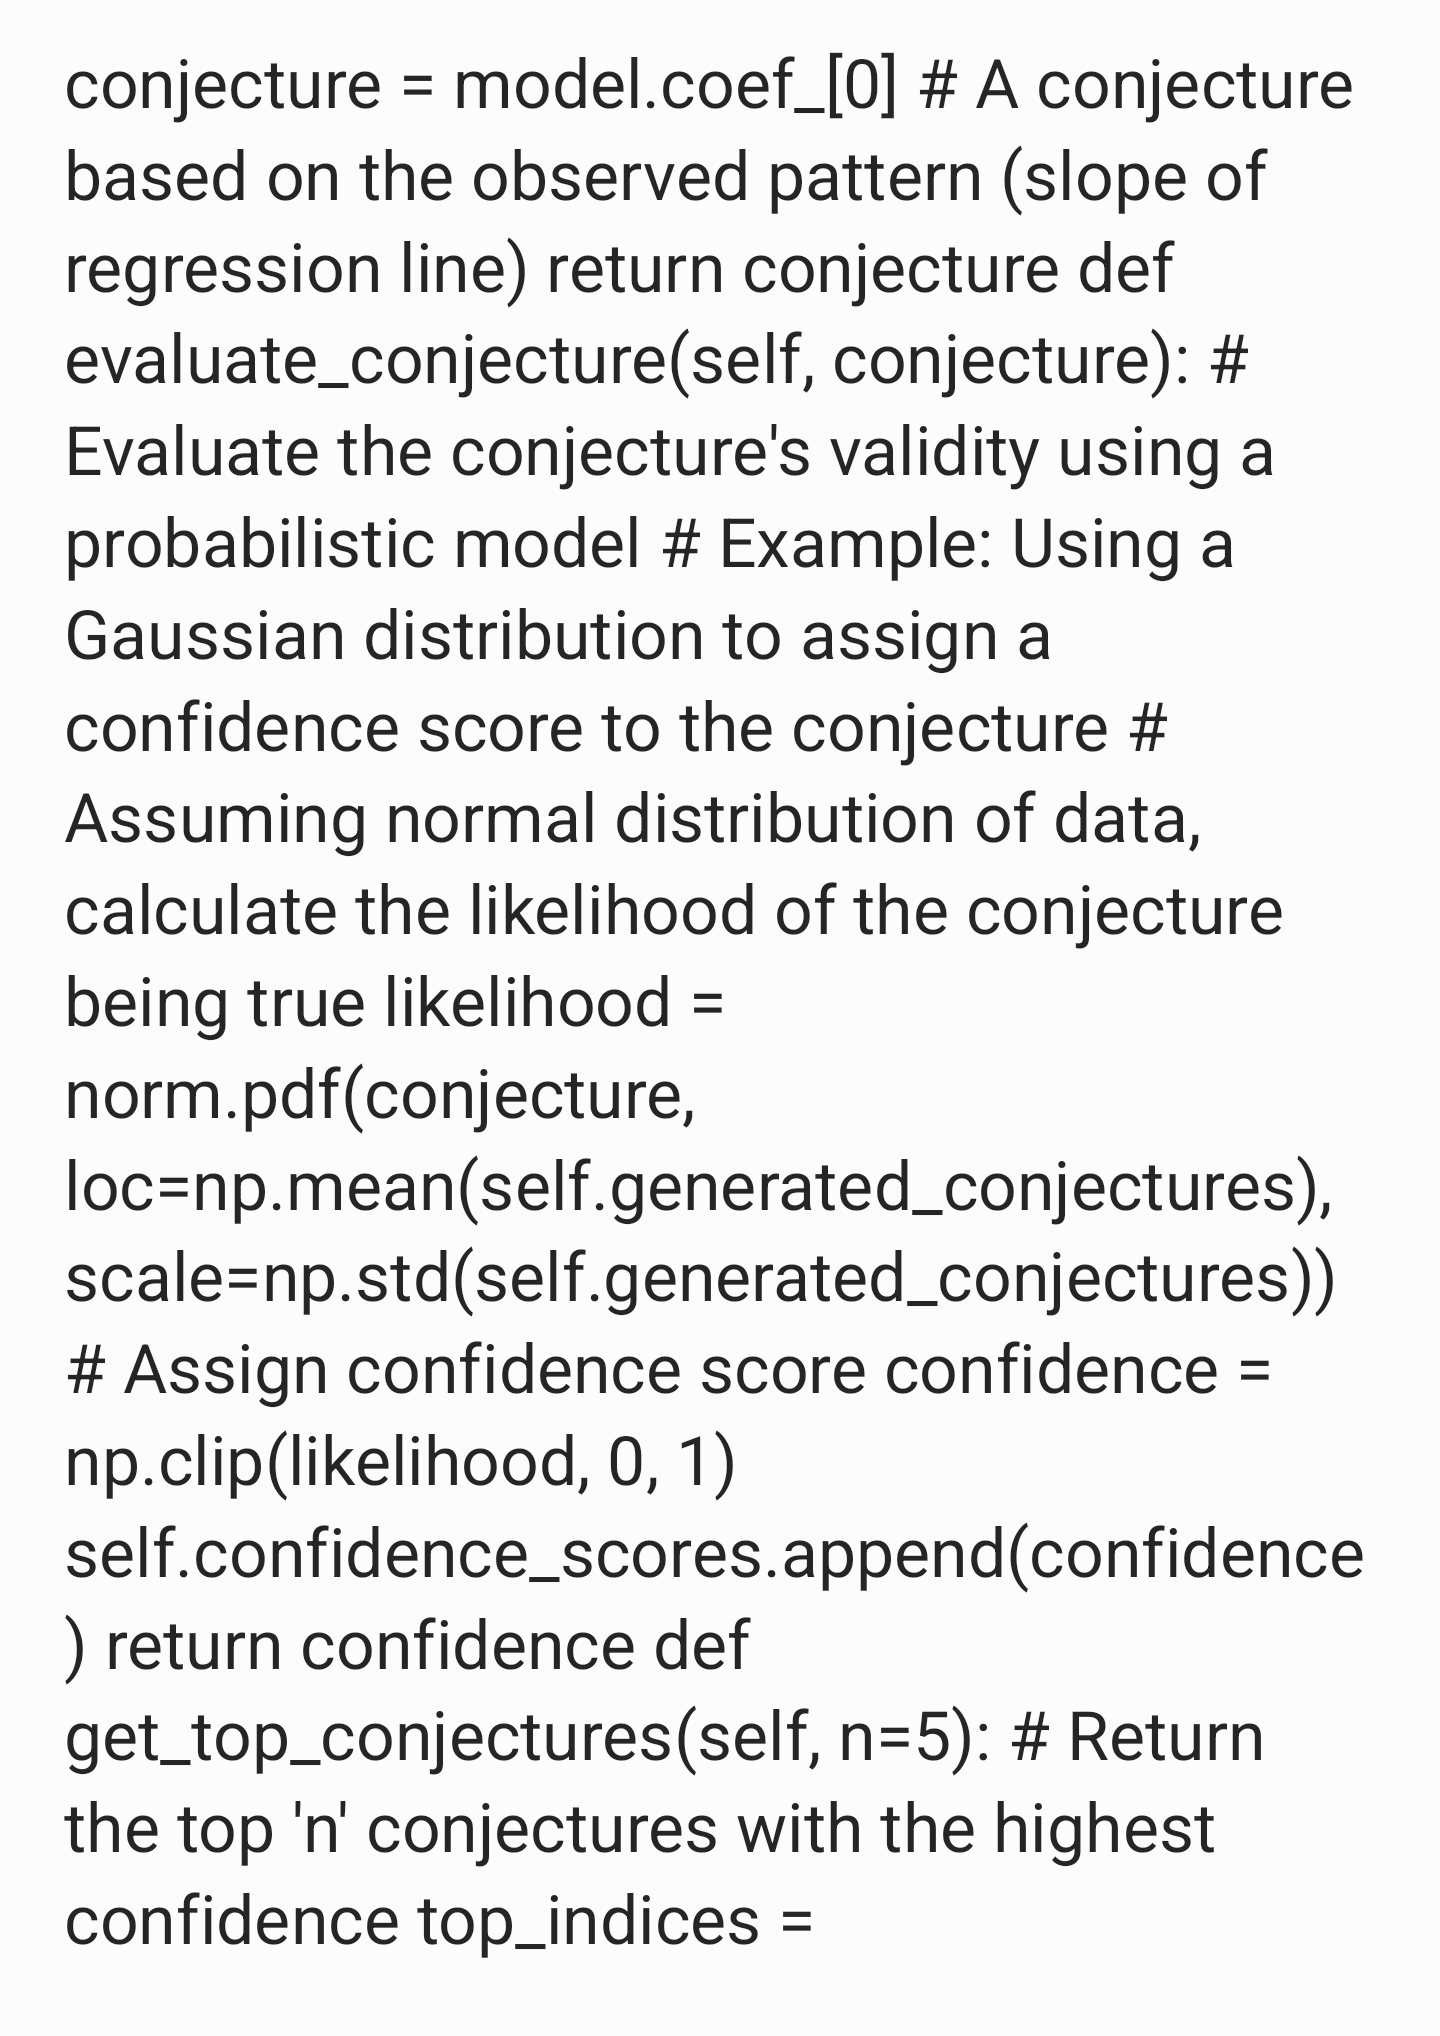 conjecture = model.coef_[0] # A conjecture
based on the observed pattern (slope of
regression line) return conjecture def
evaluate_conjecture(self, conjecture): #
Evaluate the conjecture's validity using a
probabilistic model # Example: Using a
Gaussian distribution to assign a
confidence score to the conjecture #
Assuming normal distribution of data,
calculate the likelihood of the conjecture
being true likelihood =
norm.pdf(conjecture,
loc=np.mean(self.generated_conjectures),
scale=np.std(self.generated_conjectures))
# Assign confidence score confidence =
np.clip(likelihood, 0, 1)
self.confidence_scores.append(confidence
) return confidence def
get_top_conjectures(self, n=5): # Return
the top 'n' conjectures with the highest
confidence top_indices =